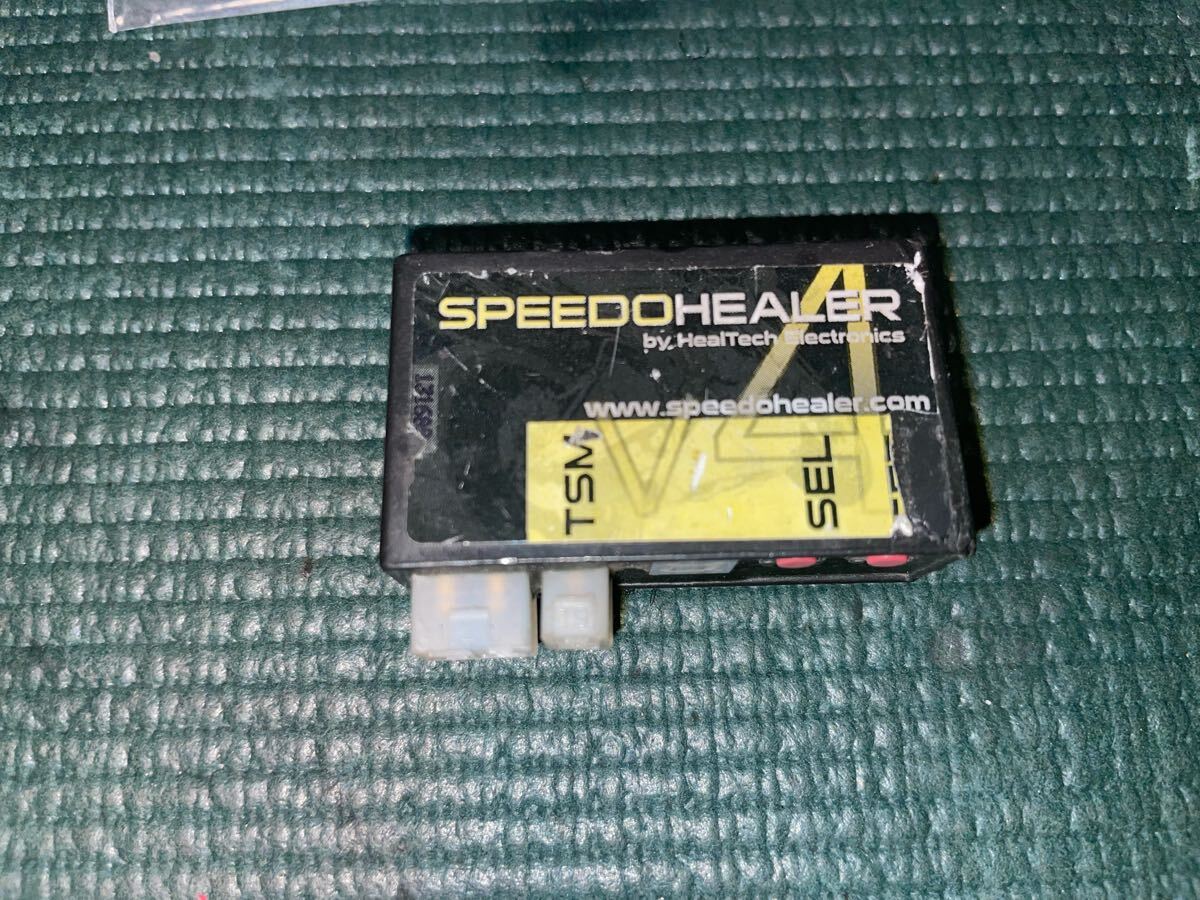 SPEEDOHEALER
by HealTech Electronics
www.speedohealer.com
V4
TSM
SEL